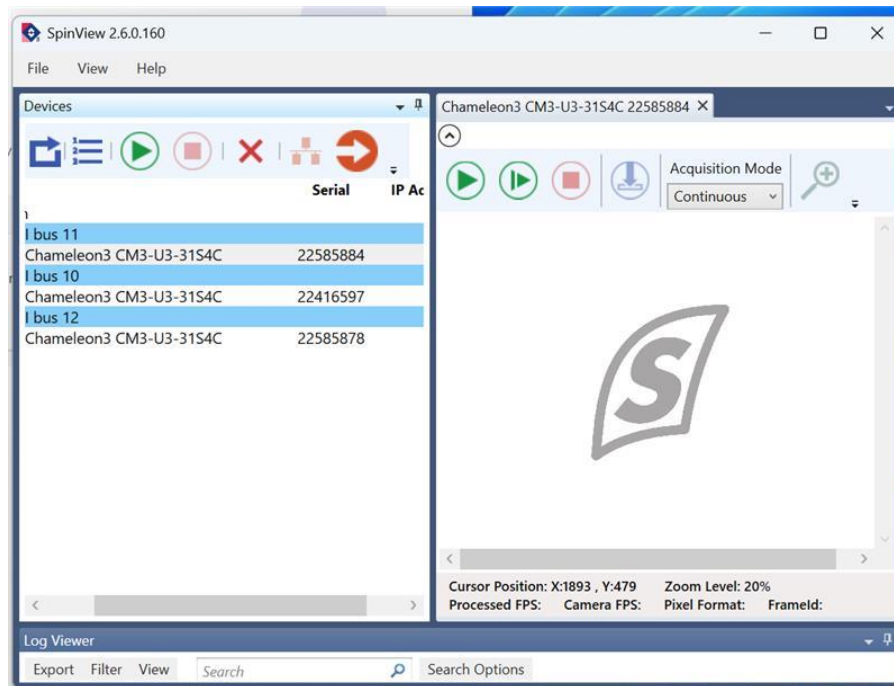 SpinView 2.6.0.160
File View Help
Devices
Serial IP Ac
I bus 11
Chameleon3 CM3-U3-31S4C 22585884
I bus 10
Chameleon3 CM3-U3-31S4C 22416597
I bus 12
Chameleon3 CM3-U3-31S4C 22585878
Chameleon3 CM3-U3-31S4C 22585884
Acquisition Mode
Continuous
S
Cursor Position: X:1893 , Y:479 Zoom Level: 20%
Processed FPS: Camera FPS: Pixel Format: FrameId:
Log Viewer
Export Filter View Search Search Options